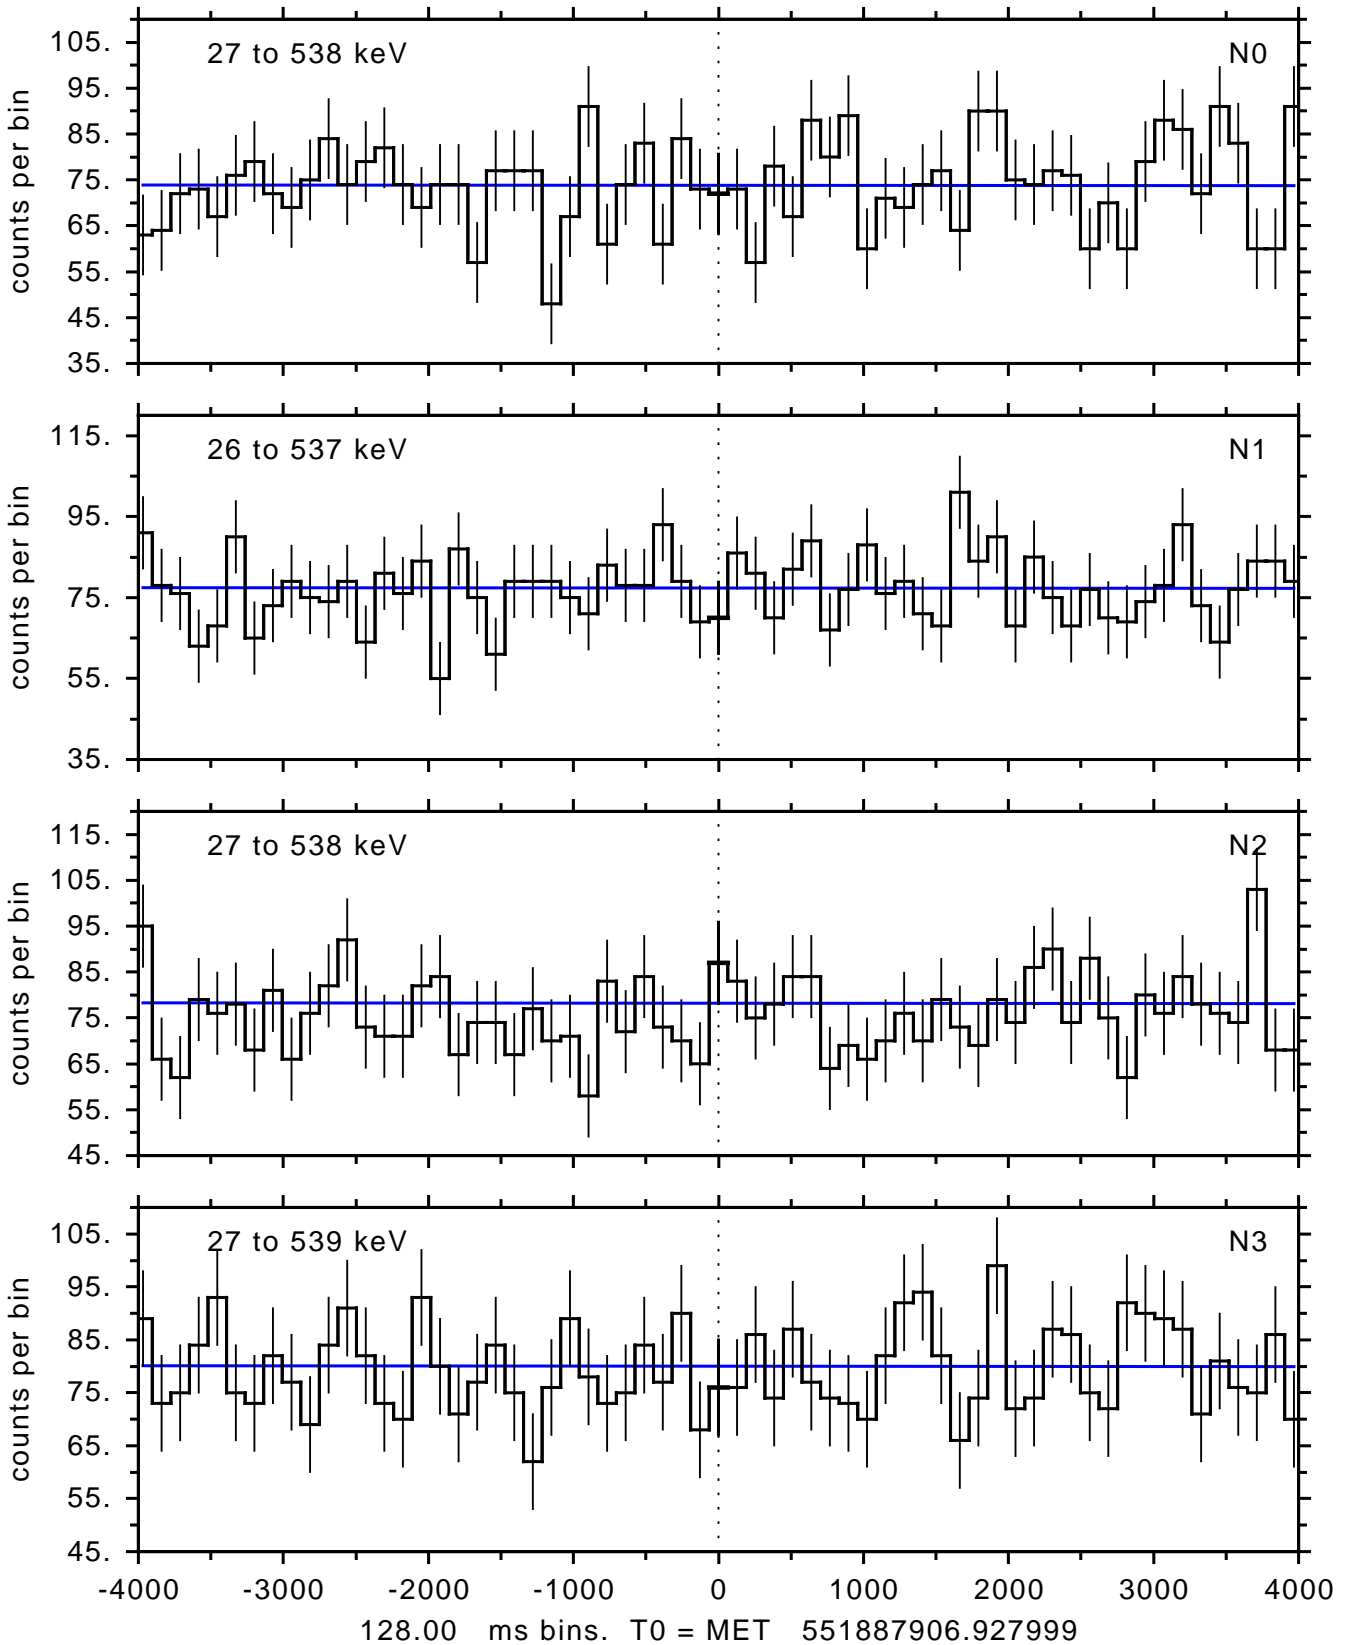 27 to 538 keV N0
105.
95.
85.
75.
65.
55.
45.
35.
counts per bin
26 to 537 keV N1
115.
95.
75.
55.
35.
counts per bin
27 to 538 keV N2
115.
105.
95.
85.
75.
65.
55.
45.
counts per bin
27 to 539 keV N3
105.
95.
85.
75.
65.
55.
45.
counts per bin
-4000 -3000 -2000 -1000 0 1000 2000 3000 4000
128.00 ms bins. T0 = MET 551887906.927999